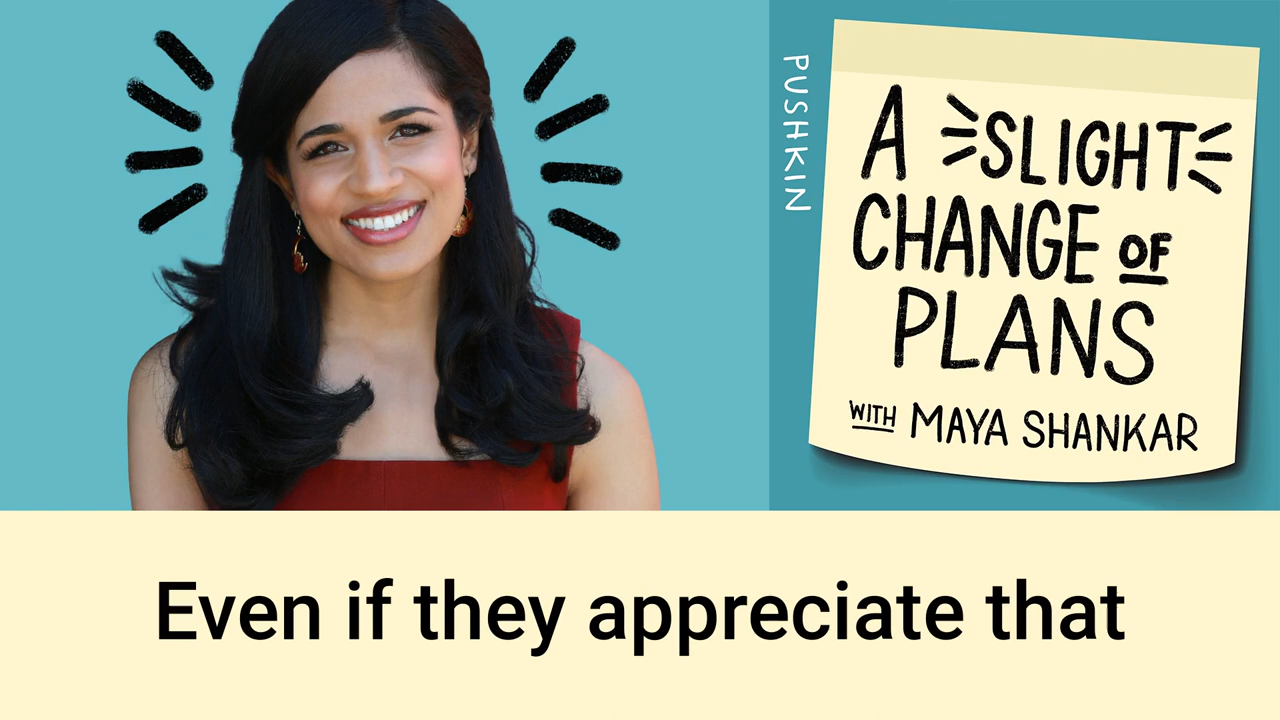 PUSHKIN
A SLIGHT
CHANGE OF
PLANS
WITH MAYA SHANKAR
Even if they appreciate that